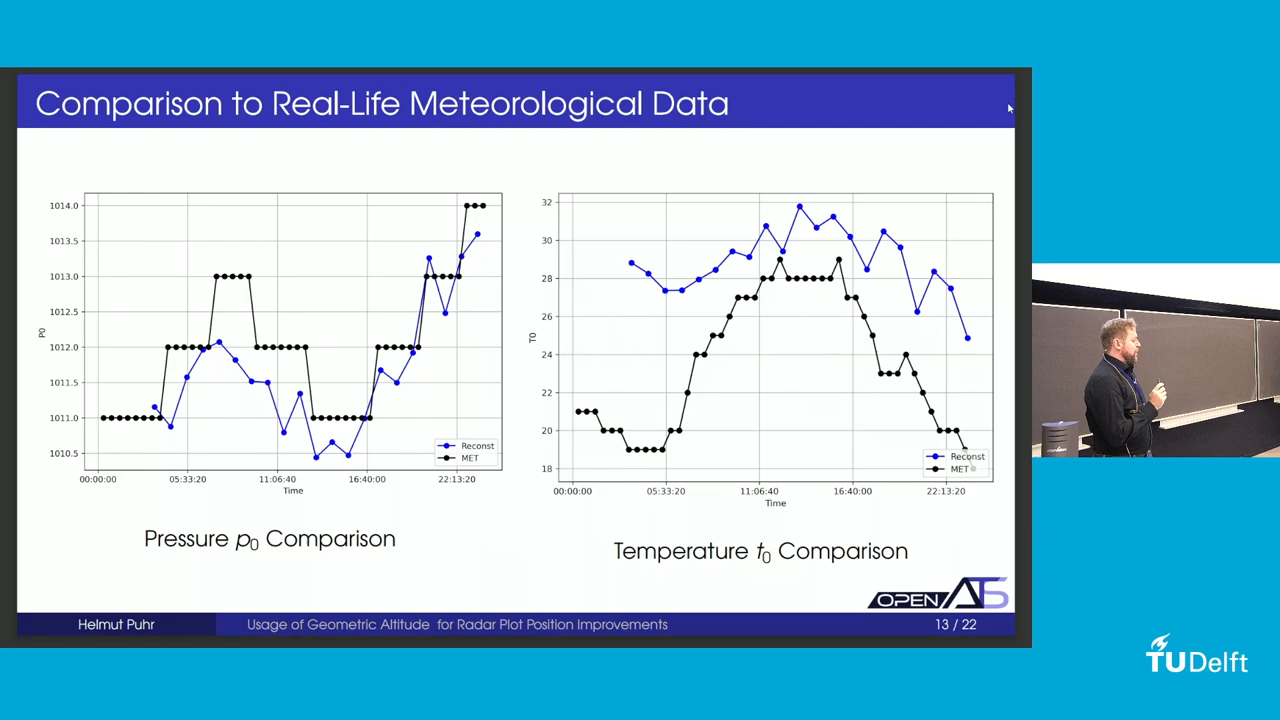 Comparison to Real-Life Meteorological Data
1014.0
1013.5
1013.0
1012.5
1012.0
1011.5
1011.0
1010.5
P0
00:00:00
05:33:20
11:06:40
16:40:00
22:13:20
Time
Reconst
MET
Pressure p0 Comparison
32
30
28
26
24
22
20
18
T0
00:00:00
05:33:20
11:06:40
16:40:00
22:13:20
Time
Reconst
MET
Temperature t0 Comparison
OPEN ATS
Helmut Puhr
Usage of Geometric Altitude for Radar Plot Position Improvements
13 / 22
TUDelft